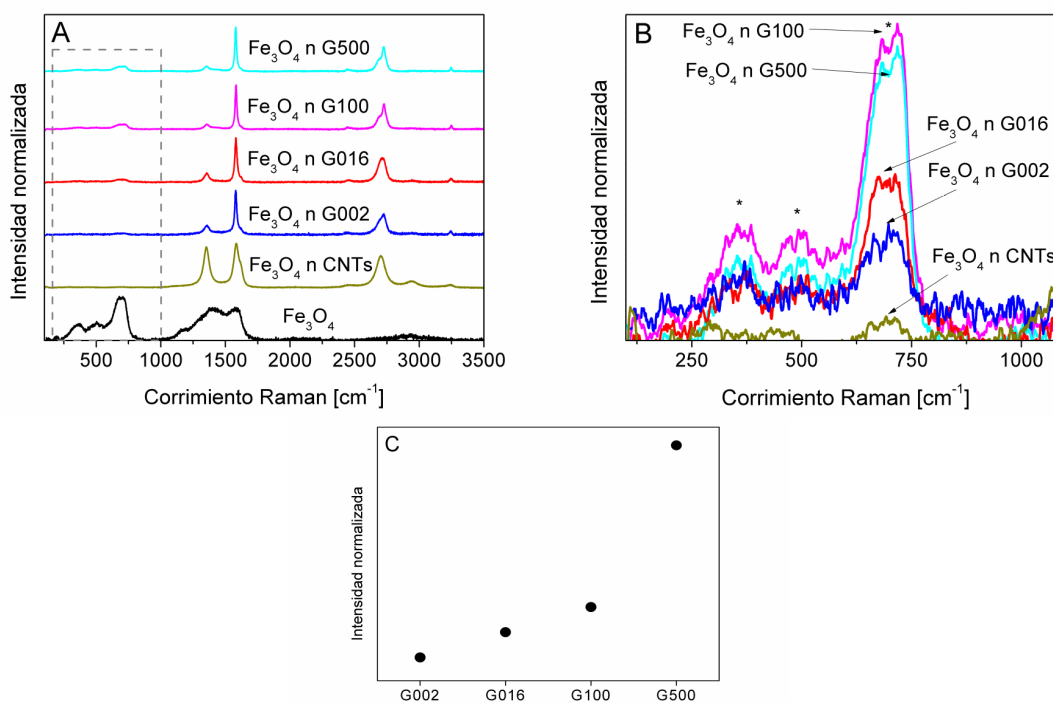 A
Intensidad normalizada
Fe₃O₄ n G500
Fe₃O₄ n G100
Fe₃O₄ n G016
Fe₃O₄ n G002
Fe₃O₄ n CNTs
Fe₃O₄
500 1000 1500 2000 2500 3000 3500
Corrimiento Raman [cm⁻¹]
B
Intensidad normalizada
Fe₃O₄ n G100
*
Fe₃O₄ n G500
Fe₃O₄ n G016
Fe₃O₄ n G002
* *
Fe₃O₄ n CNTs
250 500 750 1000
Corrimiento Raman [cm⁻¹]
C
Intensidad normalizada
G002 G016 G100 G500